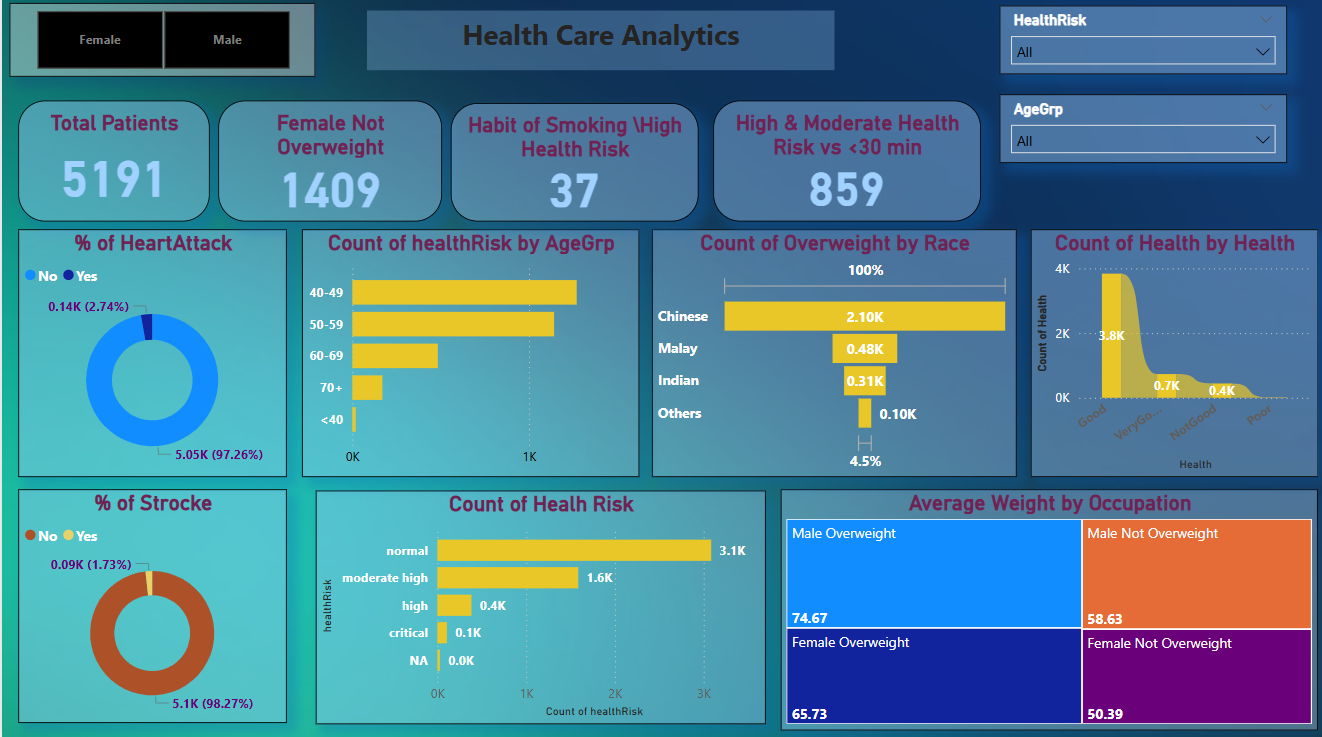 Female
Male
Health Care Analytics
HealthRisk
All
AgeGrp
All
Total Patients
5191
Female Not
Overweight
1409
Habit of Smoking \High
Health Risk
37
High & Moderate Health
Risk vs <30 min
859
% of HeartAttack
No Yes
0.14K (2.74%)
5.05K (97.26%)
Count of healthRisk by AgeGrp
40-49
50-59
60-69
70+
<40
0K 1K
Count of Overweight by Race
100%
Chinese 2.10K
Malay 0.48K
Indian 0.31K
Others 0.10K
4.5%
Count of Health by Health
Count of Health
4K
2K
0K
3.8K
0.7K
0.4K
Good
VeryGo...
NotGood
Poor
Health
% of Strocke
No Yes
0.09K (1.73%)
5.1K (98.27%)
Count of Healh Risk
healthRisk
normal 3.1K
moderate high 1.6K
high 0.4K
critical 0.1K
NA 0.0K
0K 1K 2K 3K
Count of healthRisk
Average Weight by Occupation
Male Overweight
74.67
Male Not Overweight
58.63
Female Overweight
65.73
Female Not Overweight
50.39